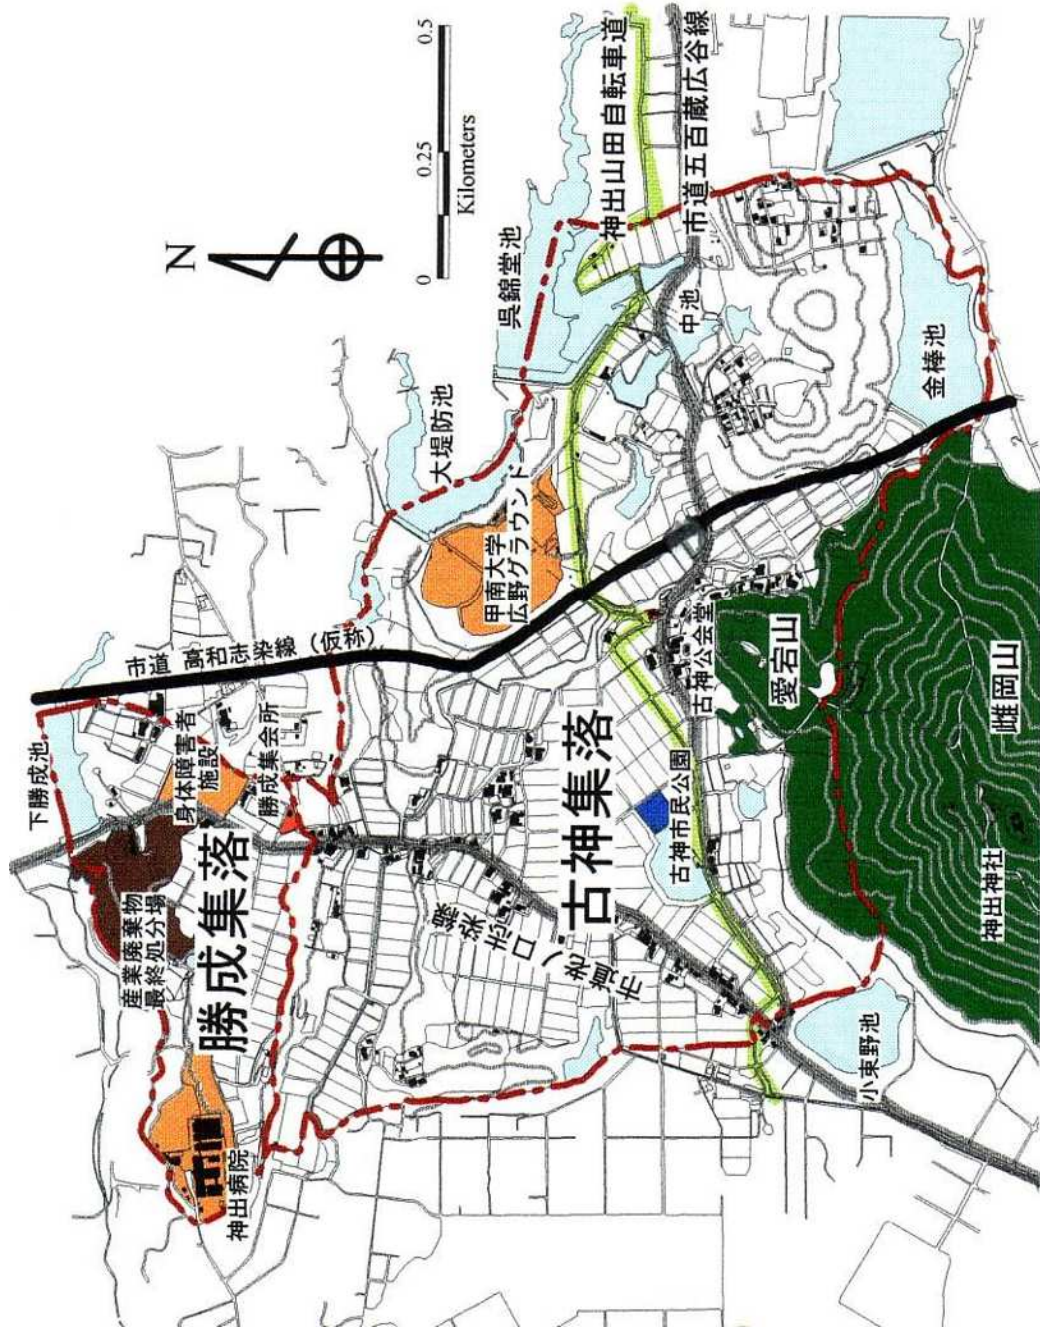 N
0
0.25
0.5
Kilometers
下勝成池
市道 高和志染線（仮称）
大堤防池
呉錦堂池
神出山田自転車道
市道五百蔵広谷線
身体障害者
施設
勝成集会所
産業廃棄物
最終処分場
勝成集落
神出病院
甲南大学
広野グラウンド
中池
金棒池
古神集落
古神公会堂
古神市民公園
愛宕山
雌岡山
神出神社
小束野池